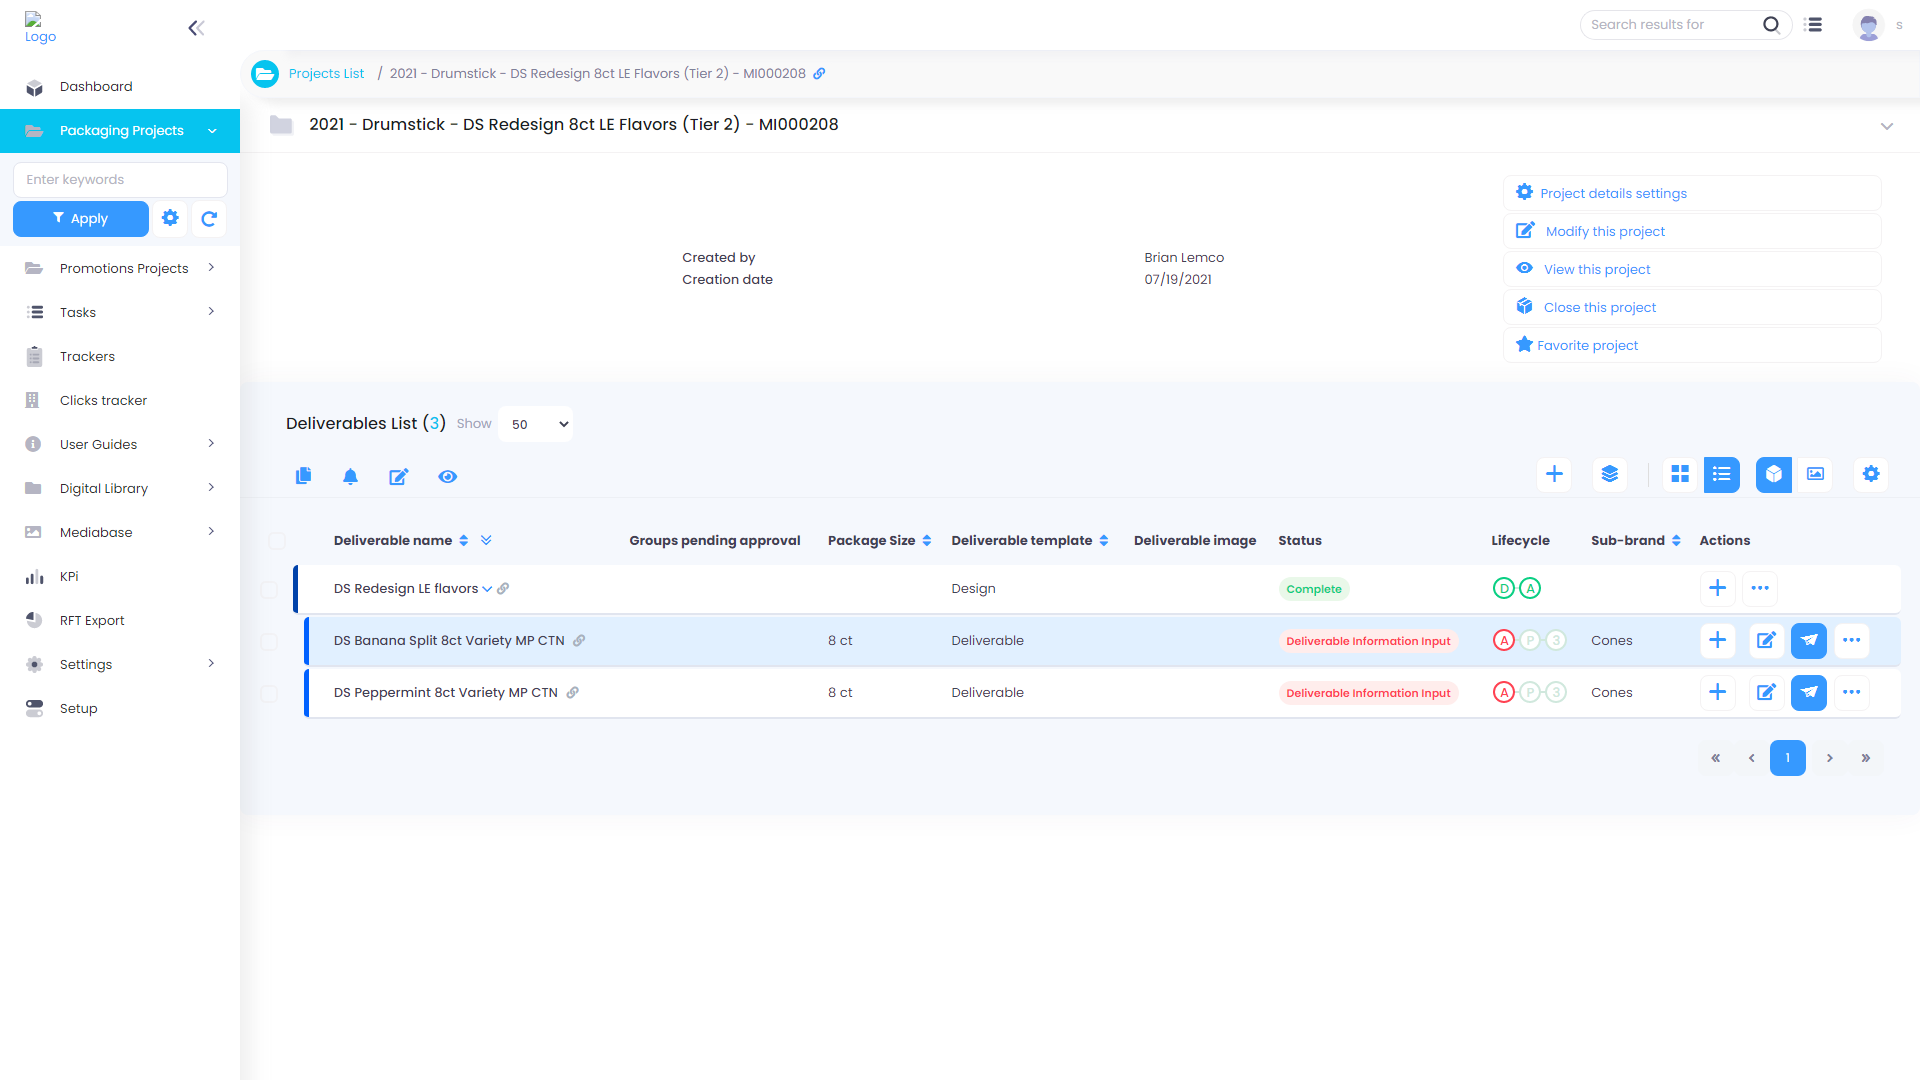 Logo
Search results for
s
Dashboard
Packaging Projects
Enter keywords
Apply
Promotions Projects
Tasks
Trackers
Clicks tracker
User Guides
Digital Library
Mediabase
KPi
RFT Export
Settings
Setup
Projects List / 2021 - Drumstick - DS Redesign 8ct LE Flavors (Tier 2) - MI000208
2021 - Drumstick - DS Redesign 8ct LE Flavors (Tier 2) - MI000208
Created by Brian Lemco
Creation date 07/19/2021
Project details settings
Modify this project
View this project
Close this project
Favorite project
Deliverables List (3) Show 50
Deliverable name Groups pending approval Package Size Deliverable template Deliverable image Status Lifecycle Sub-brand Actions
DS Redesign LE flavors Design Complete D A
DS Banana Split 8ct Variety MP CTN 8 ct Deliverable Deliverable Information Input A P 3 Cones
DS Peppermint 8ct Variety MP CTN 8 ct Deliverable Deliverable Information Input A P 3 Cones
« ‹ 1 › »